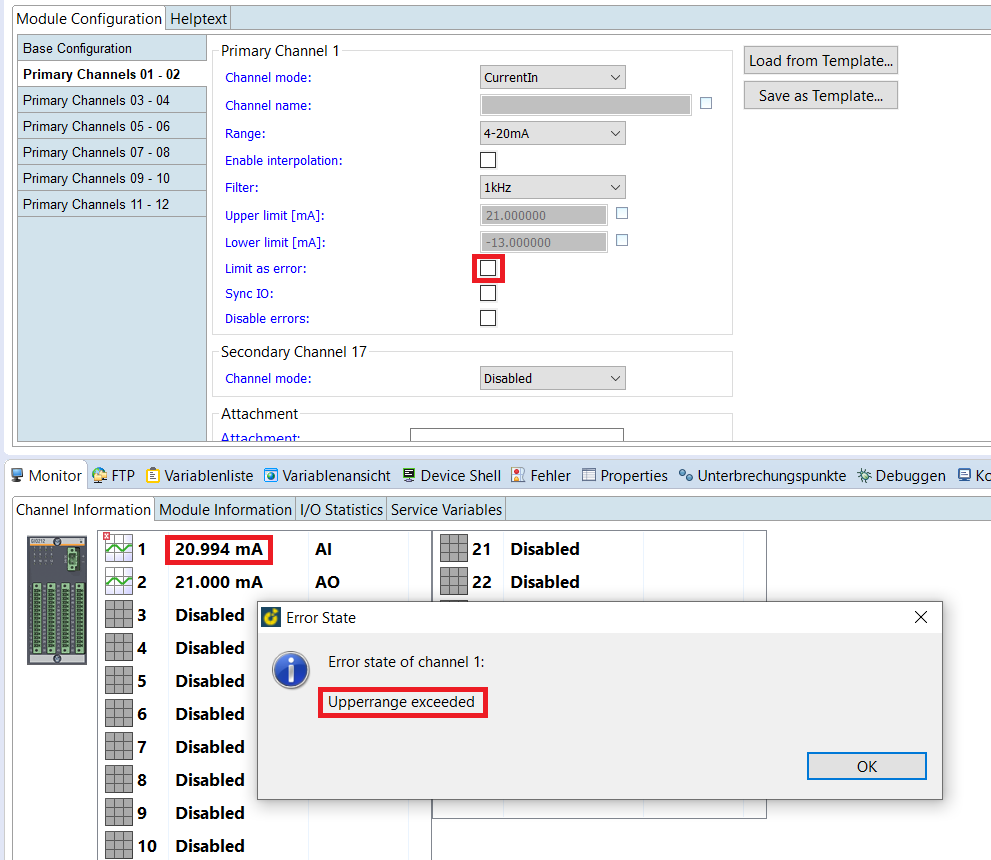 Module Configuration Helptext
Base Configuration
Primary Channels 01 - 02
Primary Channels 03 - 04
Primary Channels 05 - 06
Primary Channels 07 - 08
Primary Channels 09 - 10
Primary Channels 11 - 12
Primary Channel 1
Channel mode: CurrentIn
Channel name:
Range: 4-20mA
Enable interpolation:
Filter: 1kHz
Upper limit [mA]: 21.000000
Lower limit [mA]: -13.000000
Limit as error:
Sync IO:
Disable errors:
Secondary Channel 17
Channel mode: Disabled
Attachment
Attachment:
Load from Template...
Save as Template...
Monitor FTP Variablenliste Variablenansicht Device Shell Fehler Properties Unterbrechungspunkte Debuggen Ko
Channel Information Module Information I/O Statistics Service Variables
1 20.994 mA AI
2 21.000 mA AO
3 Disabled
4 Disabled
5 Disabled
6 Disabled
7 Disabled
8 Disabled
9 Disabled
10 Disabled
21 Disabled
22 Disabled
Error State
Error state of channel 1:
Upperrange exceeded
OK